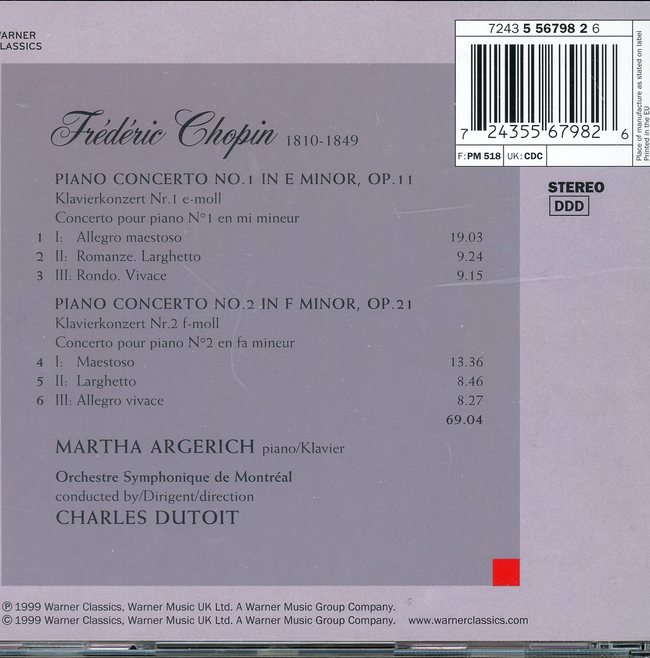 WARNER
CLASSICS
7243 5 56798 2 6
7 24355 67982 6
F: PM 518 UK: CDC
Place of manufacture as stated on label
Printed in the EU
STEREO
DDD
Frédéric Chopin 1810-1849
PIANO CONCERTO NO.1 IN E MINOR, OP.11
Klavierkonzert Nr.1 e-moll
Concerto pour piano Nº1 en mi mineur
1 I: Allegro maestoso 19.03
2 II: Romanze. Larghetto 9.24
3 III: Rondo. Vivace 9.15
PIANO CONCERTO NO.2 IN F MINOR, OP.21
Klavierkonzert Nr.2 f-moll
Concerto pour piano Nº2 en fa mineur
4 I: Maestoso 13.36
5 II: Larghetto 8.46
6 III: Allegro vivace 8.27
69.04
MARTHA ARGERICH piano/Klavier
Orchestre Symphonique de Montréal
conducted by/Dirigent/direction
CHARLES DUTOIT
℗ 1999 Warner Classics, Warner Music UK Ltd. A Warner Music Group Company.
© 1999 Warner Classics, Warner Music UK Ltd. A Warner Music Group Company. www.warnerclassics.com